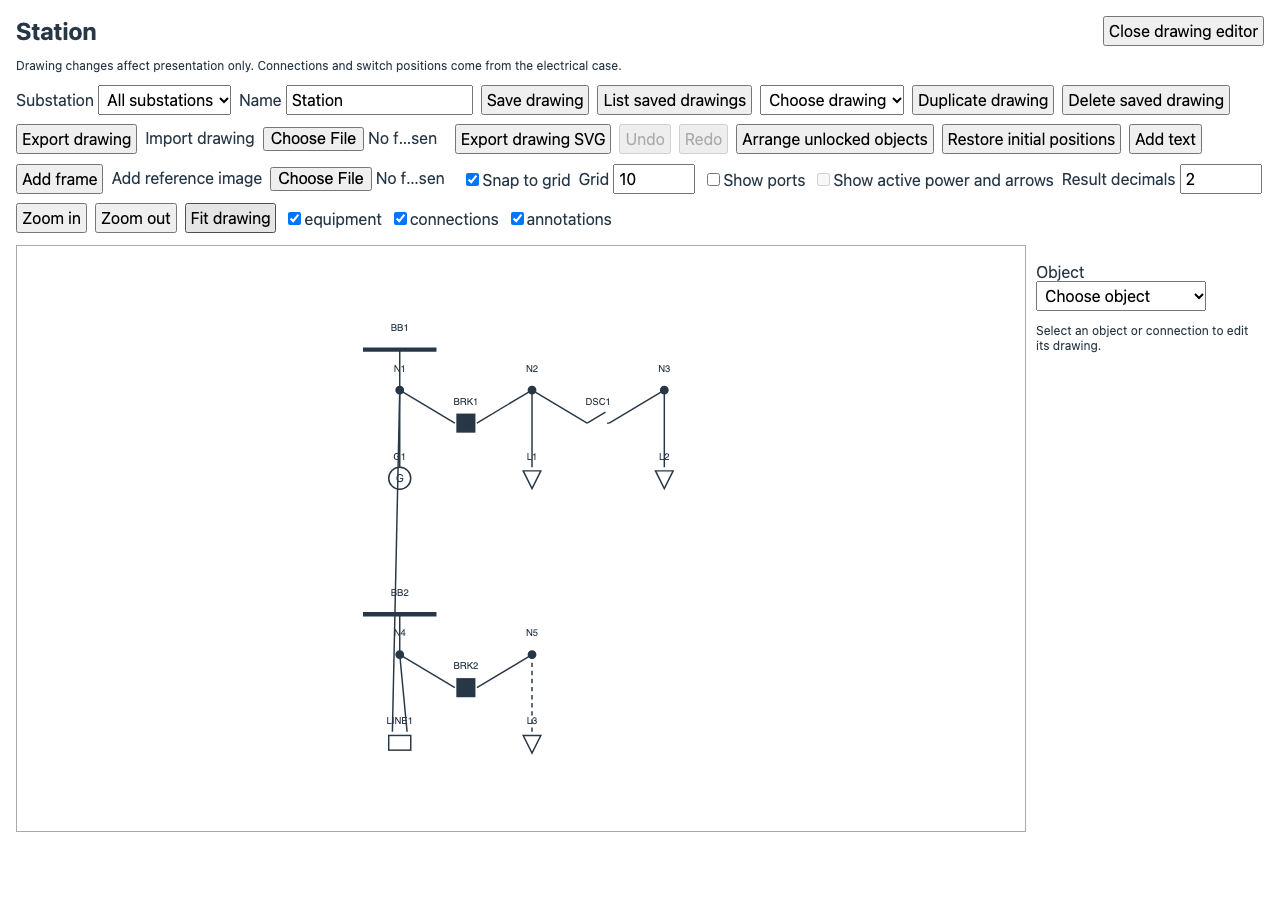 Station
Close drawing editor
Drawing changes affect presentation only. Connections and switch positions come from the electrical case.
Substation All substations Name Station Save drawing List saved drawings Choose drawing Duplicate drawing Delete saved drawing
Export drawing Import drawing Choose File No f...sen Export drawing SVG Undo Redo Arrange unlocked objects Restore initial positions Add text
Add frame Add reference image Choose File No f...sen Snap to grid Grid 10 Show ports Show active power and arrows Result decimals 2
Zoom in Zoom out Fit drawing equipment connections annotations
Object
Choose object
Select an object or connection to edit
its drawing.
BB1
N1 N2 N3
BRK1 DSC1
G1 L1 L2
G
BB2
N4 N5
BRK2
LINE1 L3